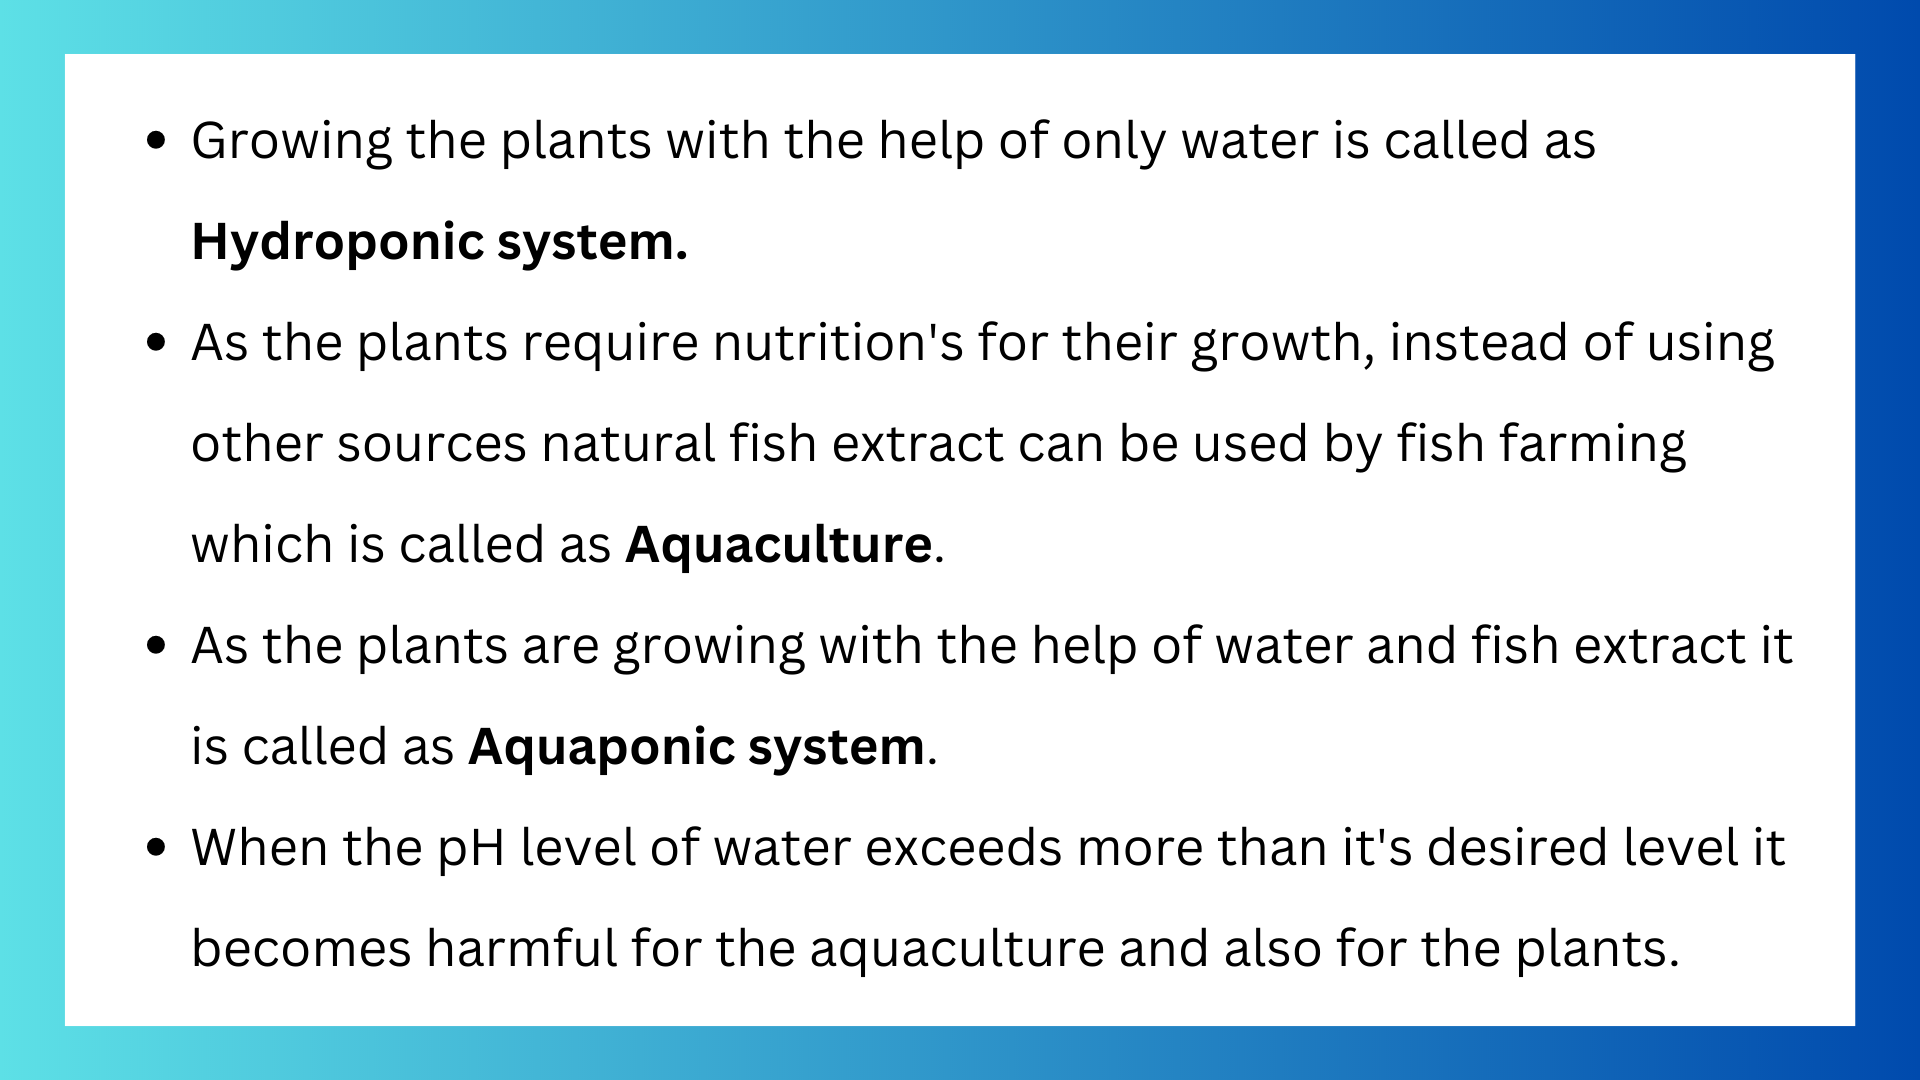 • Growing the plants with the help of only water is called as
Hydroponic system.
• As the plants require nutrition's for their growth, instead of using
other sources natural fish extract can be used by fish farming
which is called as Aquaculture.
• As the plants are growing with the help of water and fish extract it
is called as Aquaponic system.
• When the pH level of water exceeds more than it's desired level it
becomes harmful for the aquaculture and also for the plants.